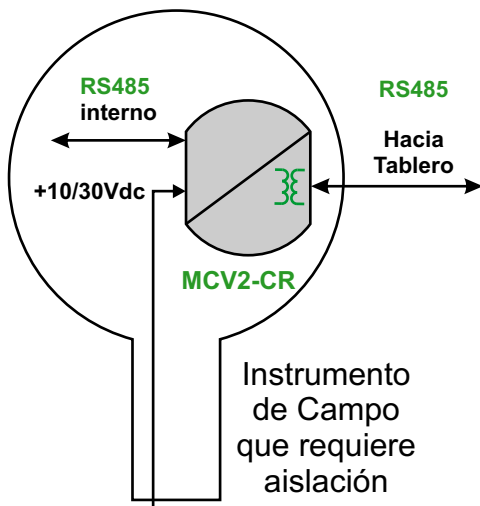 RS485
interno
+10/30Vdc
RS485
Hacia
Tablero
MCV2-CR
Instrumento
de Campo
que requiere
aislación